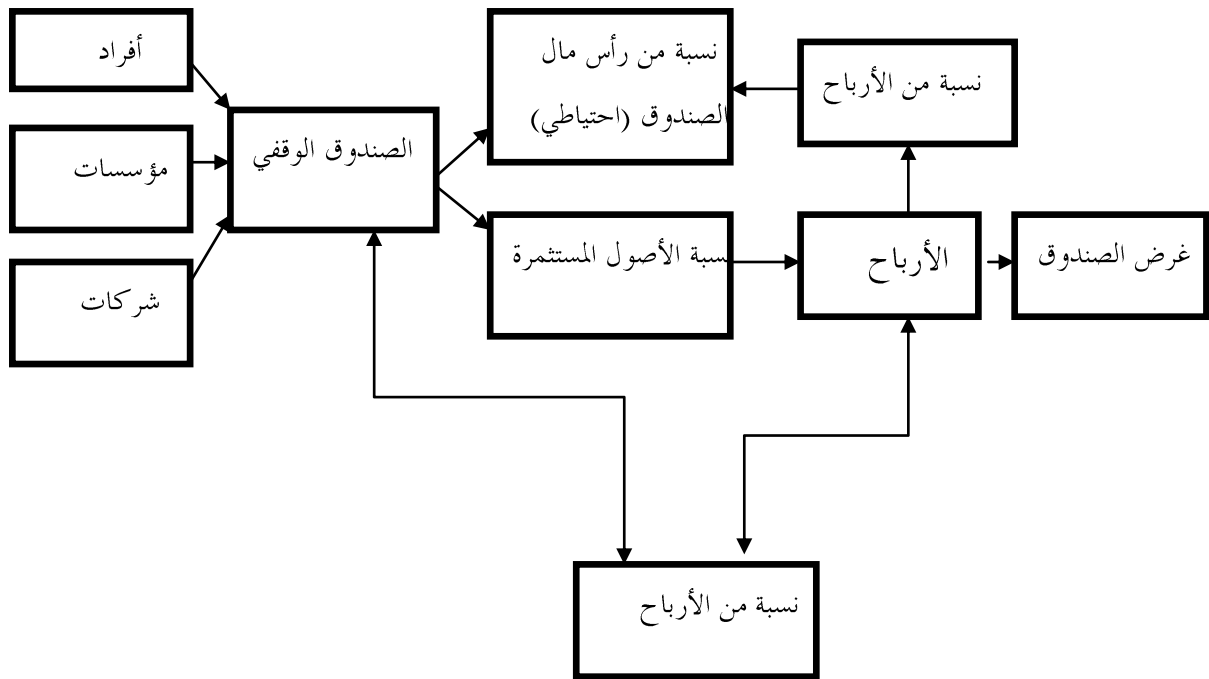 أفراد
مؤسسات
شركات
الصندوق الوقفي
نسبة من رأس مال
الصندوق (احتياطي)
نسبة من الأرباح
نسبة الأصول المستثمرة
الأرباح
غرض الصندوق
نسبة من الأرباح